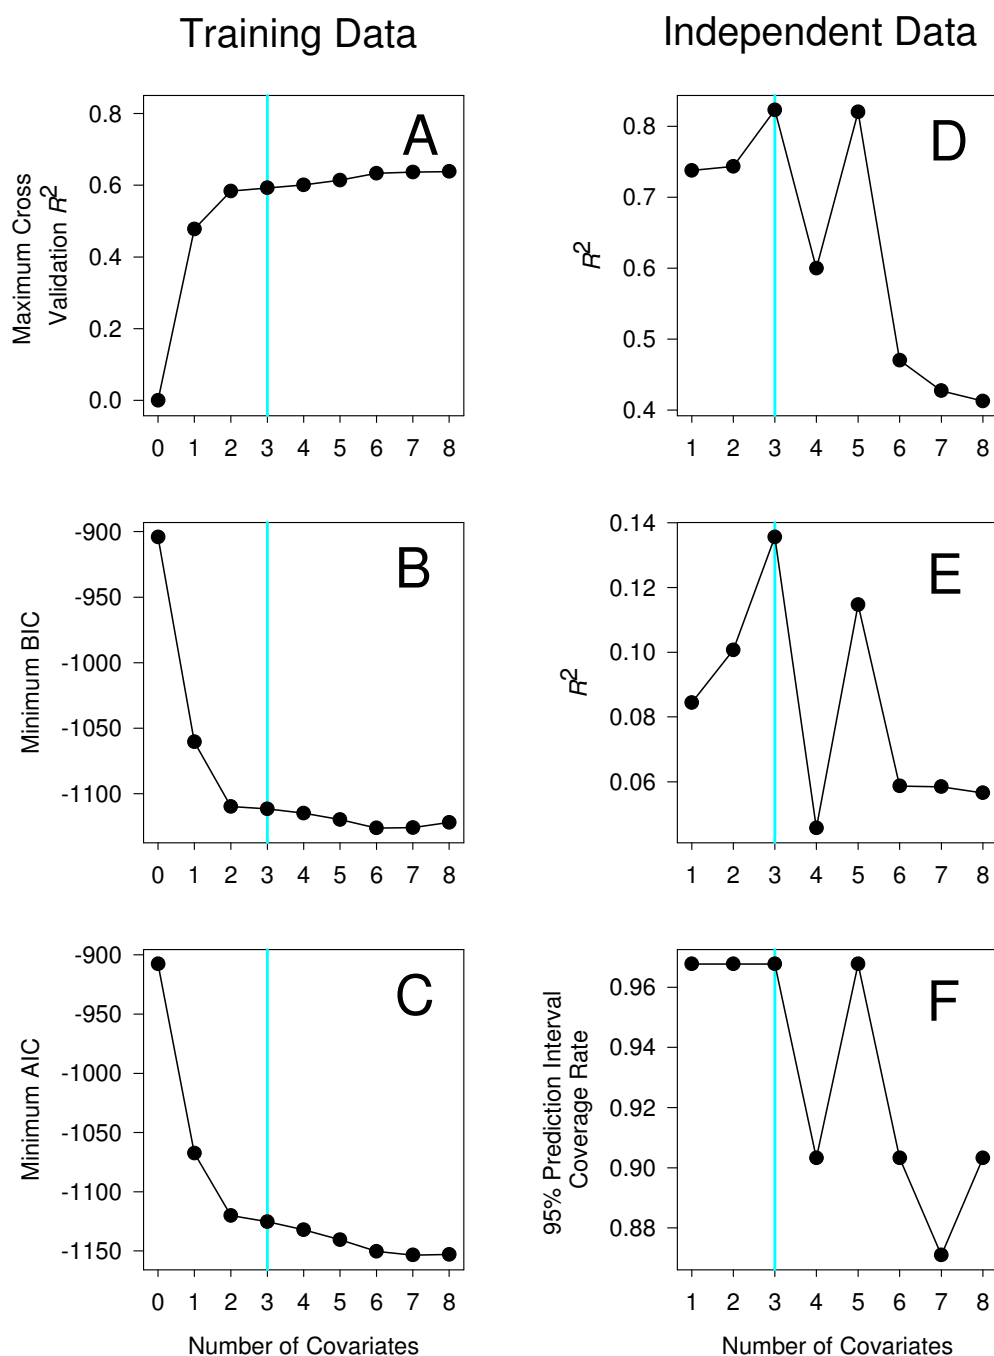 Training Data
Independent Data
A
Maximum Cross
Validation R2
0.8
0.6
0.4
0.2
0.0
0 1 2 3 4 5 6 7 8
D
R2
0.8
0.7
0.6
0.5
0.4
1 2 3 4 5 6 7 8
B
Minimum BIC
-900
-950
-1000
-1050
-1100
0 1 2 3 4 5 6 7 8
E
R2
0.14
0.12
0.10
0.08
0.06
1 2 3 4 5 6 7 8
C
Minimum AIC
-900
-950
-1000
-1050
-1100
-1150
0 1 2 3 4 5 6 7 8
Number of Covariates
F
95% Prediction Interval
Coverage Rate
0.96
0.94
0.92
0.90
0.88
1 2 3 4 5 6 7 8
Number of Covariates